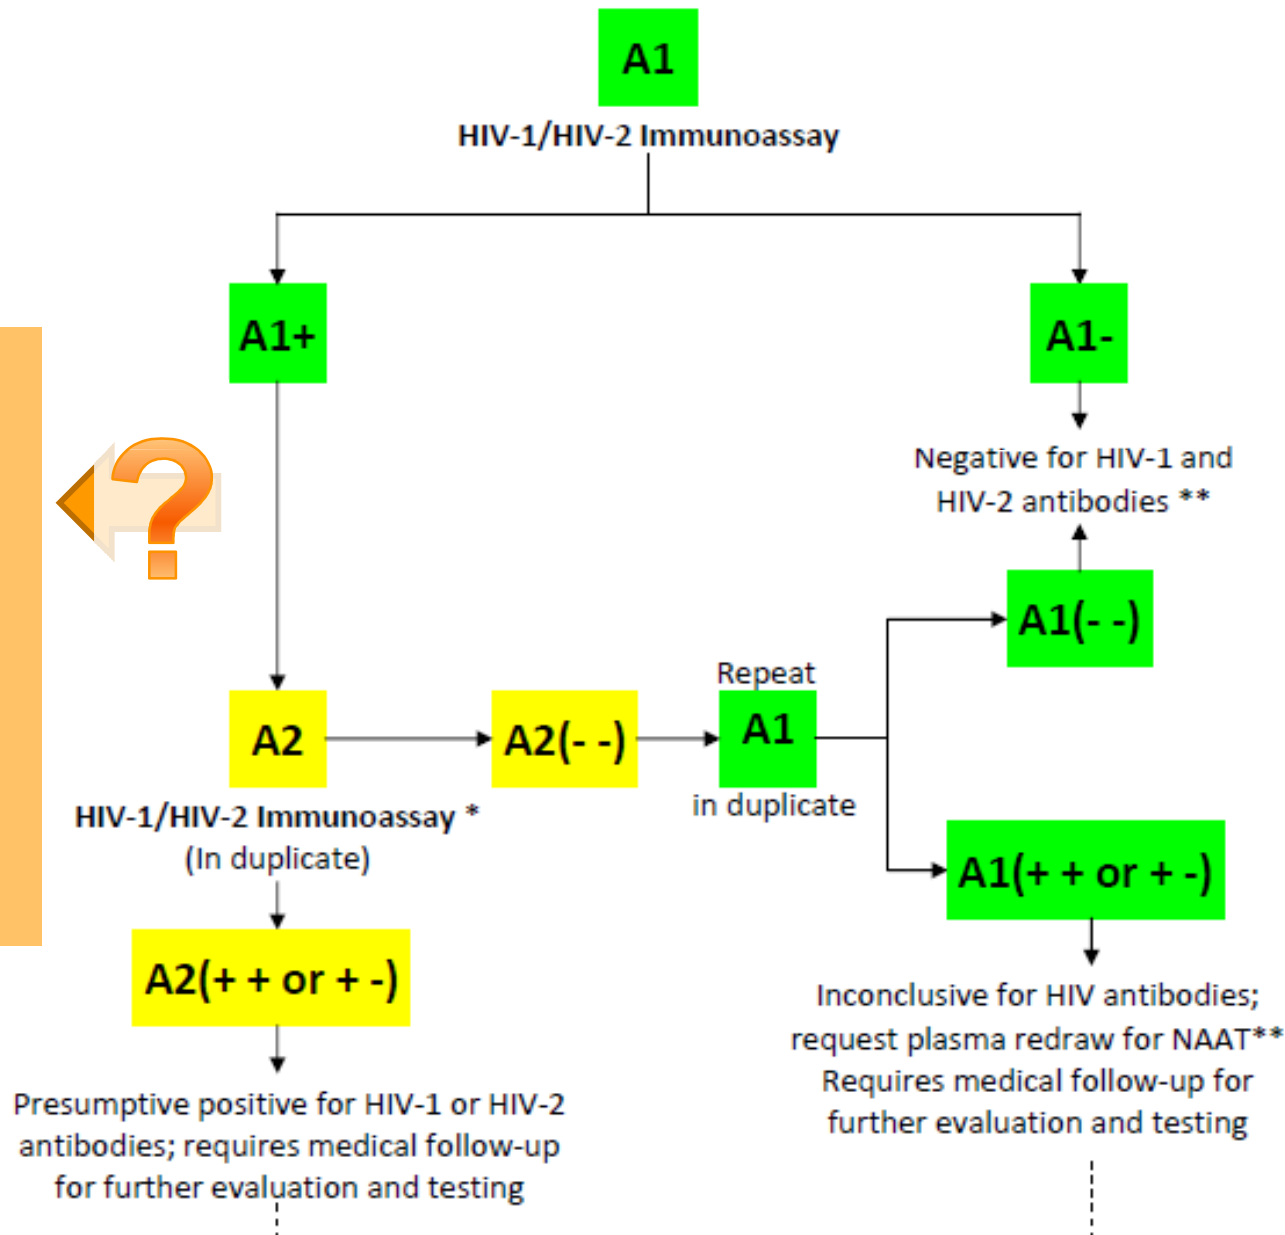 A1
HIV-1/HIV-2 Immunoassay
A1+
A1-
?
Negative for HIV-1 and
HIV-2 antibodies **
A1(- -)
Repeat
A2
A2(- -)
A1
in duplicate
HIV-1/HIV-2 Immunoassay *
(In duplicate)
A1(+ + or + -)
A2(+ + or + -)
Inconclusive for HIV antibodies;
request plasma redraw for NAAT**
Requires medical follow-up for
further evaluation and testing
Presumptive positive for HIV-1 or HIV-2
antibodies; requires medical follow-up
for further evaluation and testing